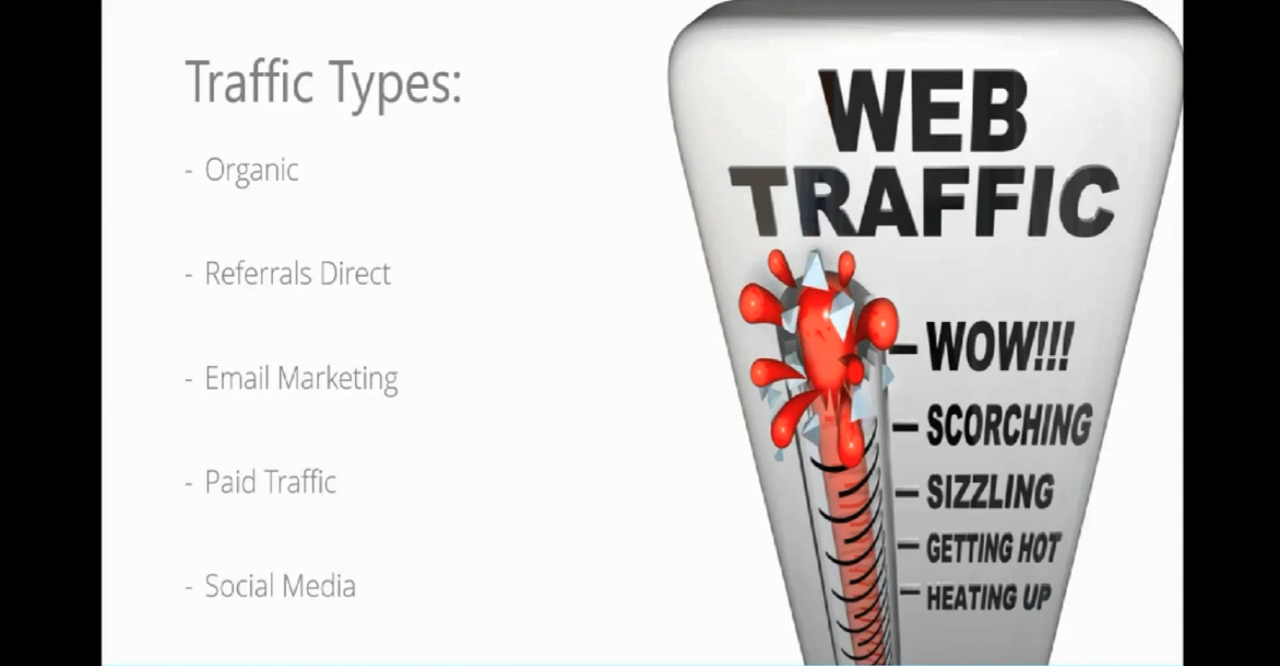 Traffic Types:
- Organic
- Referrals Direct
- Email Marketing
- Paid Traffic
- Social Media
WEB
TRAFFIC
WOW!!!
SCORCHING
SIZZLING
GETTING HOT
HEATING UP